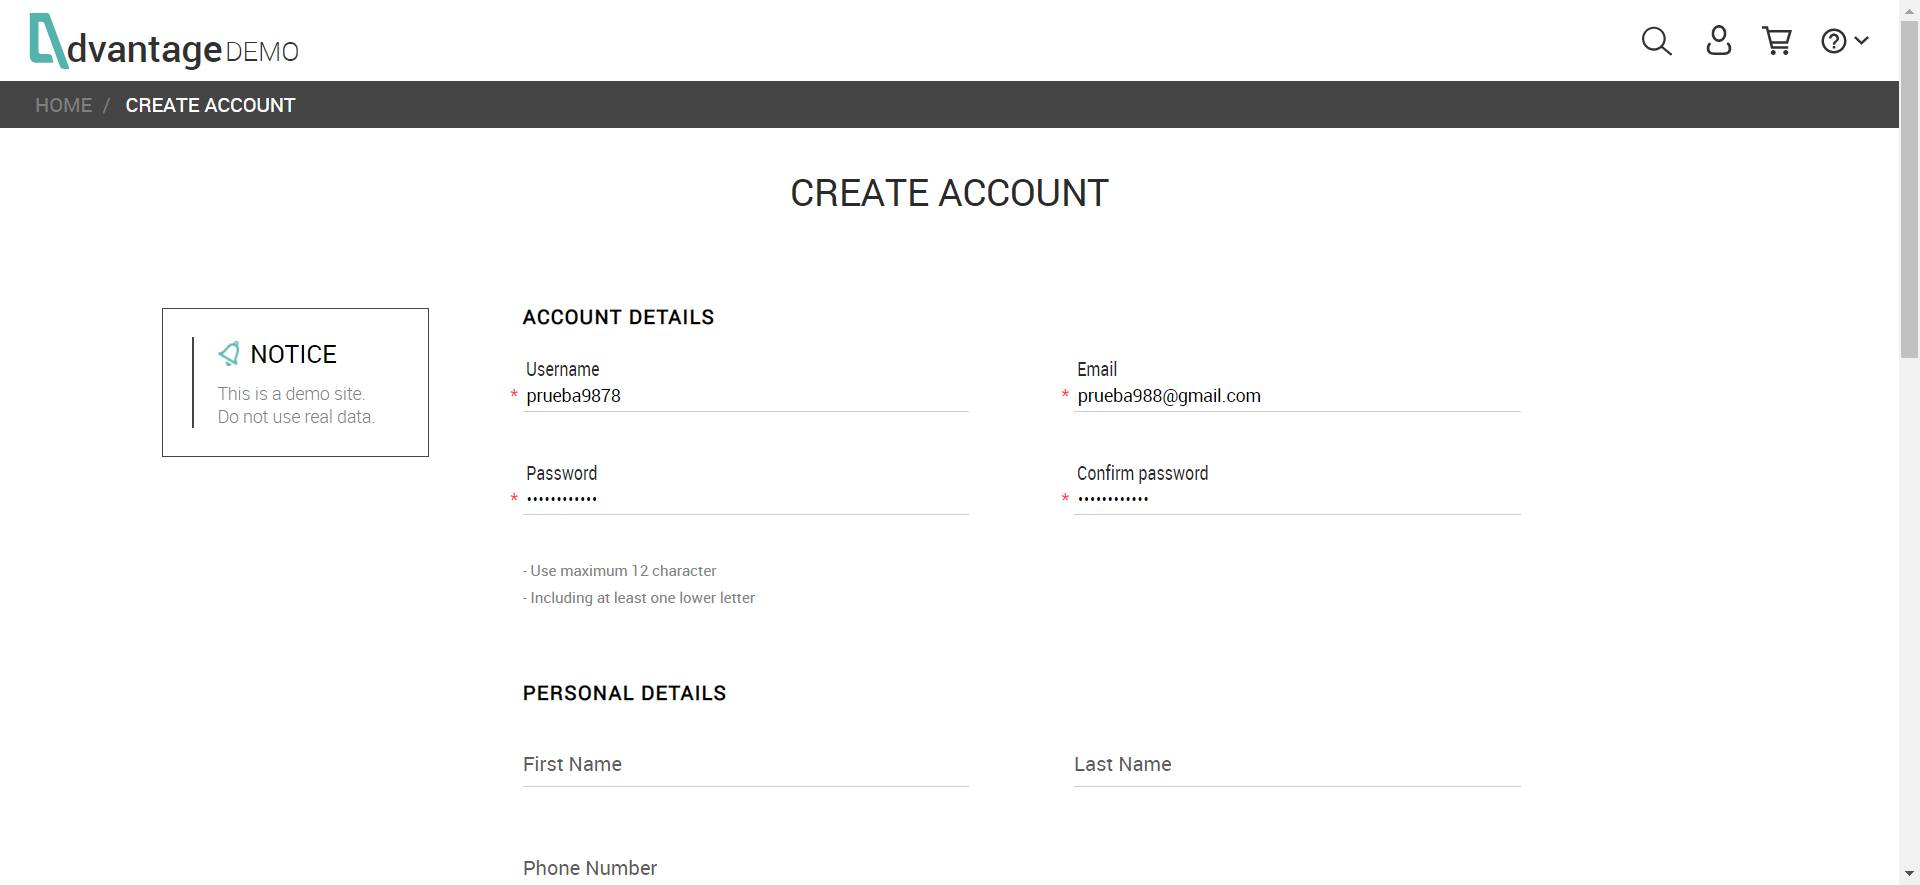 dvantage DEMO
HOME / CREATE ACCOUNT
CREATE ACCOUNT
NOTICE
This is a demo site.
Do not use real data.
ACCOUNT DETAILS
Username
* prueba9878
Email
* prueba988@gmail.com
Password
* ••••••••••••
Confirm password
* ••••••••••••
- Use maximum 12 character
- Including at least one lower letter
PERSONAL DETAILS
First Name
Last Name
Phone Number